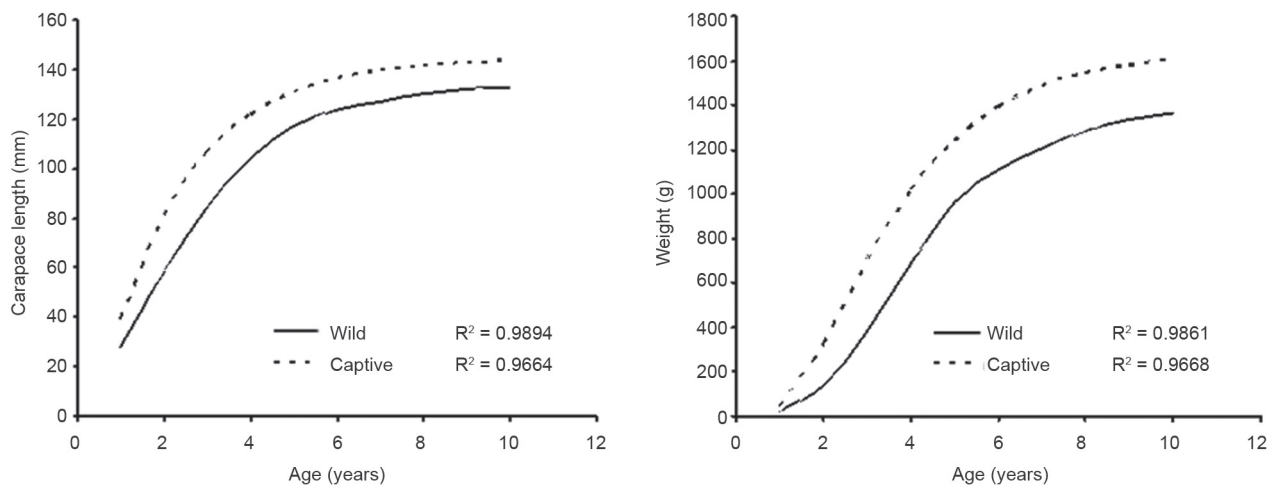 160
140
120
100
80
60
40
20
0
Carapace length (mm)
Wild R² = 0.9894
Captive R² = 0.9664
0 2 4 6 8 10 12
Age (years)
1800
1600
1400
1200
1000
800
600
400
200
0
Weight (g)
Wild R² = 0.9861
Captive R² = 0.9668
0 2 4 6 8 10 12
Age (years)